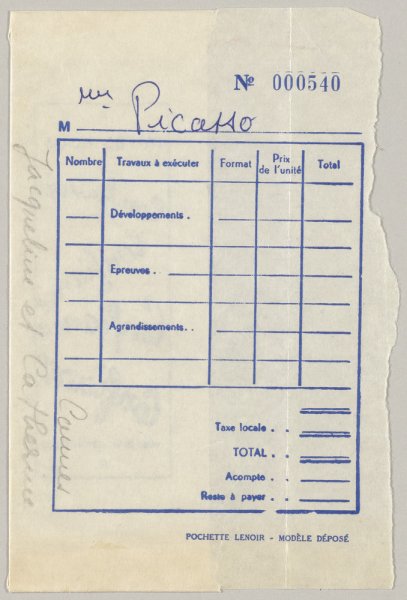 Nº 000540
M Mr Picasso
Nombre Travaux à exécuter Format Prix de l'unité Total
Développements .
Epreuves . .
Agrandissements. .
Taxe locale . .
TOTAL . .
Acompte . .
Reste à payer . .
POCHETTE LENOIR - MODÈLE DÉPOSÉ
Jacqueline et Catherine
Cannes